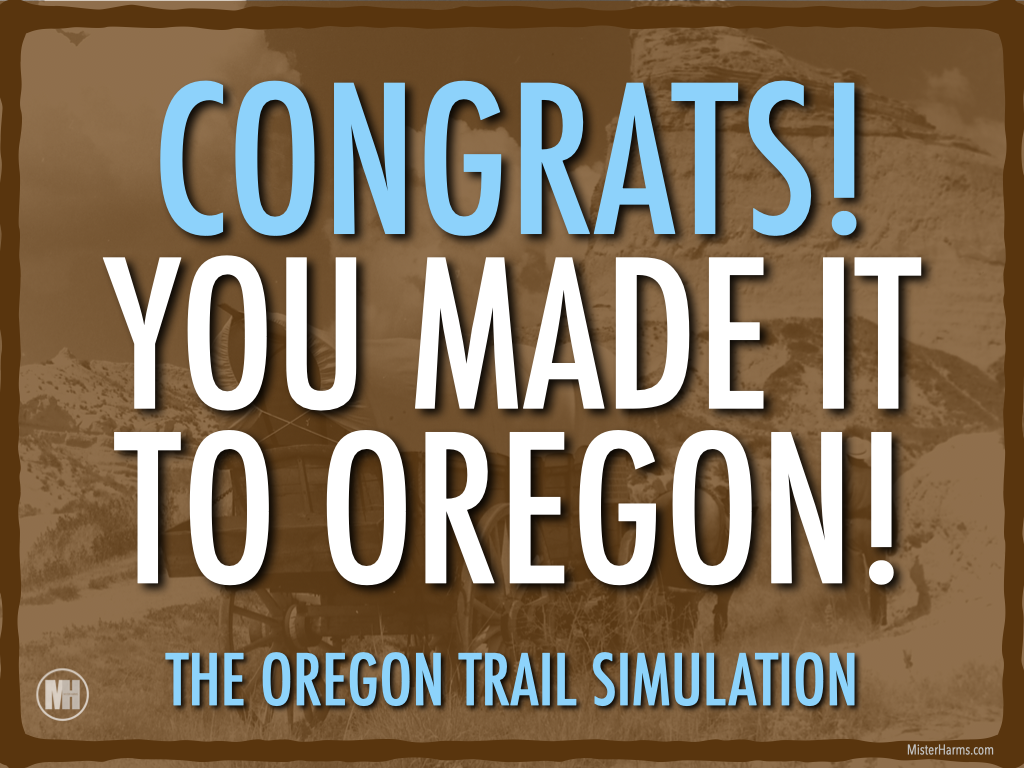 CONGRATS!
YOU MADE IT
TO OREGON!
THE OREGON TRAIL SIMULATION
MH
MisterHarms.com